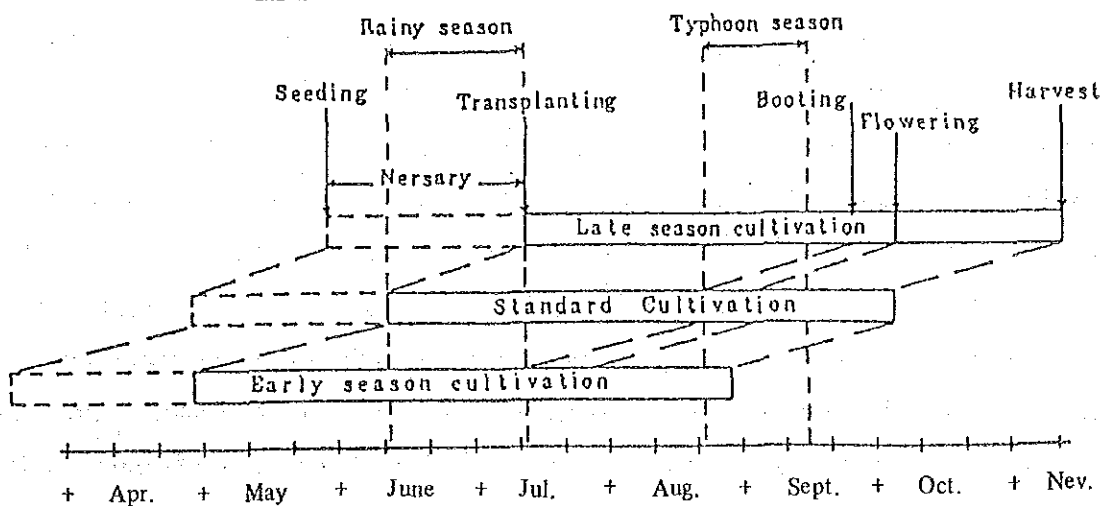 Rainy season Typhoon season
Seeding Transplanting Booting Harvest
Flowering
Nersary
Late season cultivation
Standard Cultivation
Early season cultivation
+ Apr. + May + June + Jul. + Aug. + Sept. + Oct. + Nev.